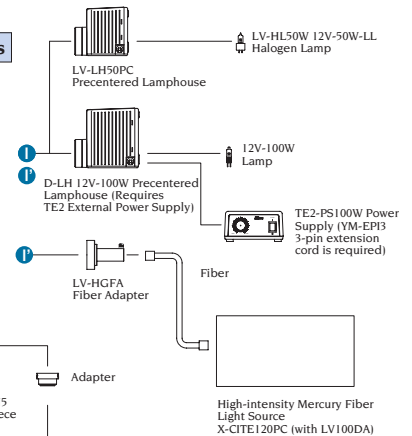 s
LV-HL50W 12V-50W-LL
Halogen Lamp
LV-LH50PC
Precentered Lamphouse
I
I'
12V-100W
Lamp
D-LH 12V-100W Precentered
Lamphouse (Requires
TE2 External Power Supply)
TE2-PS100W Power
Supply (YM-EPI3
3-pin extension
cord is required)
I'
Fiber
LV-HGFA
Fiber Adapter
Adapter
5
ece
High-intensity Mercury Fiber
Light Source
X-CITE120PC (with LV100DA)